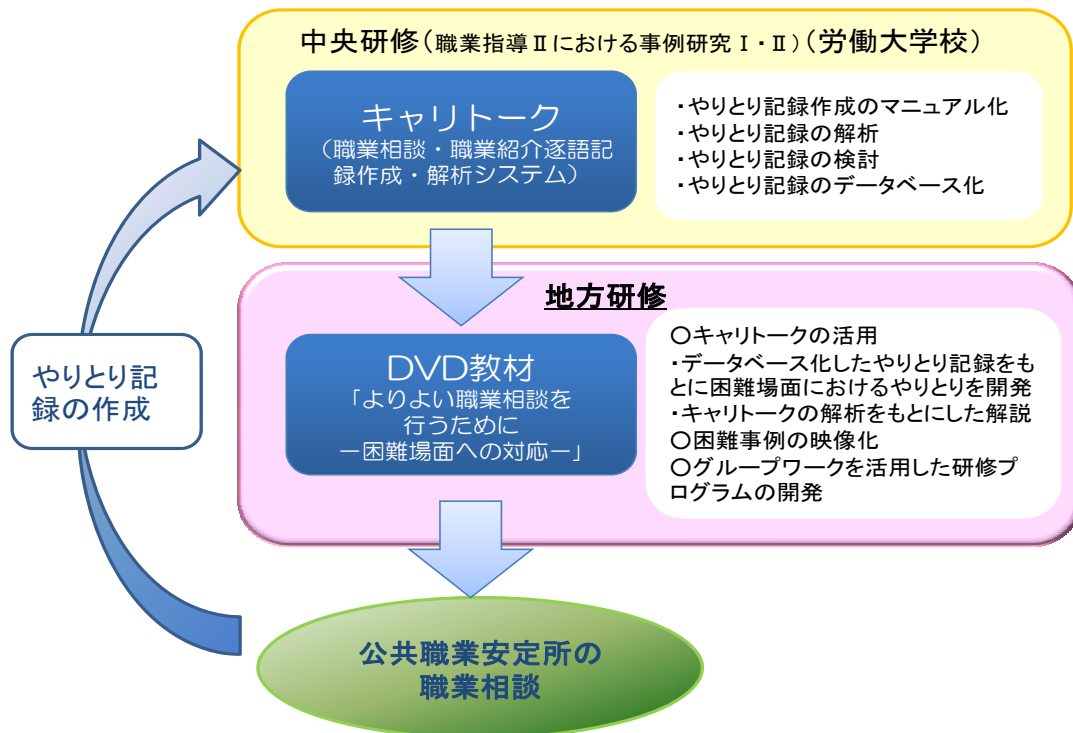 中央研修(職業指導Ⅱにおける事例研究Ⅰ・Ⅱ)(労働大学校)
キャリトーク
(職業相談・職業紹介逐語記
録作成・解析システム)
・やりとり記録作成のマニュアル化
・やりとり記録の解析
・やりとり記録の検討
・やりとり記録のデータベース化
地方研修
DVD教材
「よりよい職業相談を
行うために
－困難場面への対応－」
〇キャリトークの活用
・データベース化したやりとり記録をも
とに困難場面におけるやりとりを開発
・キャリトークの解析をもとにした解説
〇困難事例の映像化
〇グループワークを活用した研修プ
ログラムの開発
やりとり記
録の作成
公共職業安定所の
職業相談